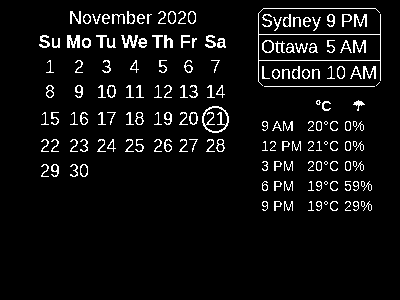 November 2020
Su Mo Tu We Th Fr Sa
1 2 3 4 5 6 7
8 9 10 11 12 13 14
15 16 17 18 19 20 21
22 23 24 25 26 27 28
29 30
Sydney 9 PM
Ottawa 5 AM
London 10 AM
°C ☂
9 AM 20°C 0%
12 PM 21°C 0%
3 PM 20°C 0%
6 PM 19°C 59%
9 PM 19°C 29%